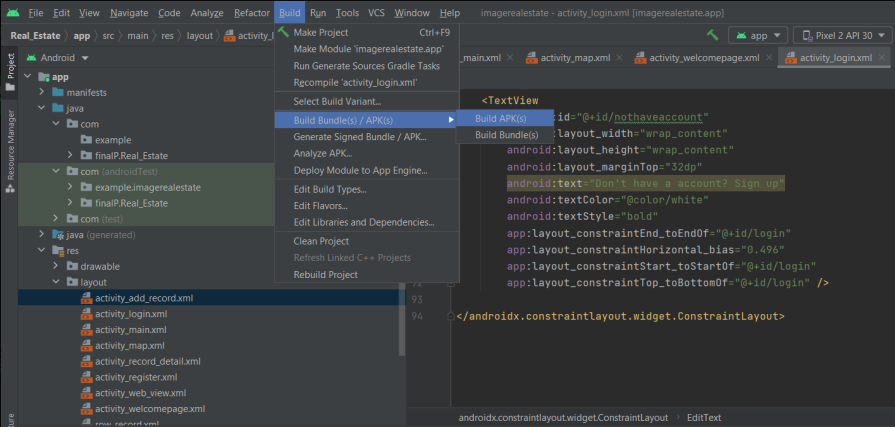 File Edit View Navigate Code Analyze Refactor Build Run Tools VCS Window Help imagerealestate - activity_login.xml [imagerealestate.app]
Real_Estate app src main res layout activity_l
app Pixel 2 API 30
Make Project Ctrl+F9
Make Module 'imagerealestate.app'
Run Generate Sources Gradle Tasks
Recompile 'activity_login.xml'
Select Build Variant...
Build Bundle(s) / APK(s)
Generate Signed Bundle / APK...
Analyze APK...
Deploy Module to App Engine...
Edit Build Types...
Edit Flavors...
Edit Libraries and Dependencies...
Clean Project
Refresh Linked C++ Projects
Rebuild Project
Build APK(s)
Build Bundle(s)
Project
Resource Manager
Android
app
manifests
java
com
example
finalP.Real_Estate
com (androidTest)
example.imagerealestate
finalP.Real_Estate
com (test)
java (generated)
res
drawable
layout
activity_add_record.xml
activity_login.xml
activity_main.xml
activity_map.xml
activity_record_detail.xml
activity_register.xml
activity_web_view.xml
activity_welcomepage.xml
row_record.xml
_main.xml activity_map.xml activity_welcomepage.xml activity_login.xml
<TextView
id="@+id/nothaveaccount"
layout_width="wrap_content"
android:layout_height="wrap_content"
android:layout_marginTop="32dp"
android:text="Don't have a account? Sign up"
android:textColor="@color/white"
android:textStyle="bold"
app:layout_constraintEnd_toEndOf="@+id/login"
app:layout_constraintHorizontal_bias="0.496"
app:layout_constraintStart_toStartOf="@+id/login"
app:layout_constraintTop_toBottomOf="@+id/login" />
93
94 </androidx.constraintlayout.widget.ConstraintLayout>
androidx.constraintlayout.widget.ConstraintLayout EditText